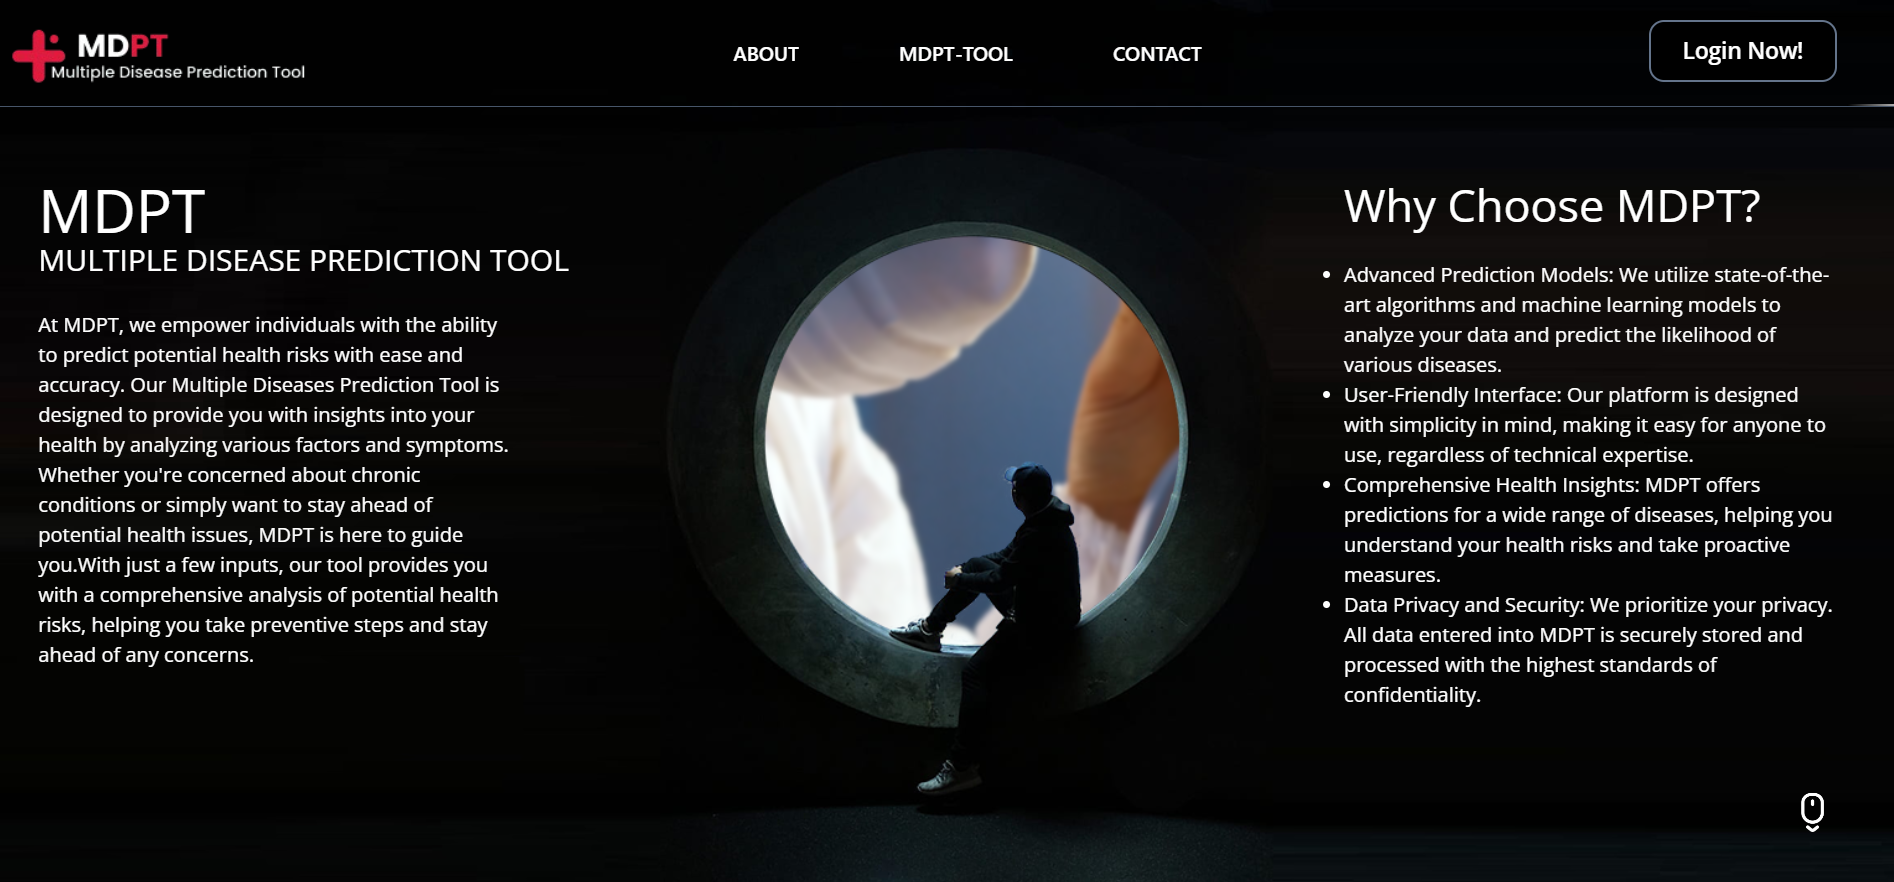 MDPT
Multiple Disease Prediction Tool
ABOUT
MDPT-TOOL
CONTACT
Login Now!
MDPT
MULTIPLE DISEASE PREDICTION TOOL
At MDPT, we empower individuals with the ability
to predict potential health risks with ease and
accuracy. Our Multiple Diseases Prediction Tool is
designed to provide you with insights into your
health by analyzing various factors and symptoms.
Whether you're concerned about chronic
conditions or simply want to stay ahead of
potential health issues, MDPT is here to guide
you.With just a few inputs, our tool provides you
with a comprehensive analysis of potential health
risks, helping you take preventive steps and stay
ahead of any concerns.
Why Choose MDPT?
• Advanced Prediction Models: We utilize state-of-the-
art algorithms and machine learning models to
analyze your data and predict the likelihood of
various diseases.
• User-Friendly Interface: Our platform is designed
with simplicity in mind, making it easy for anyone to
use, regardless of technical expertise.
• Comprehensive Health Insights: MDPT offers
predictions for a wide range of diseases, helping you
understand your health risks and take proactive
measures.
• Data Privacy and Security: We prioritize your privacy.
All data entered into MDPT is securely stored and
processed with the highest standards of
confidentiality.